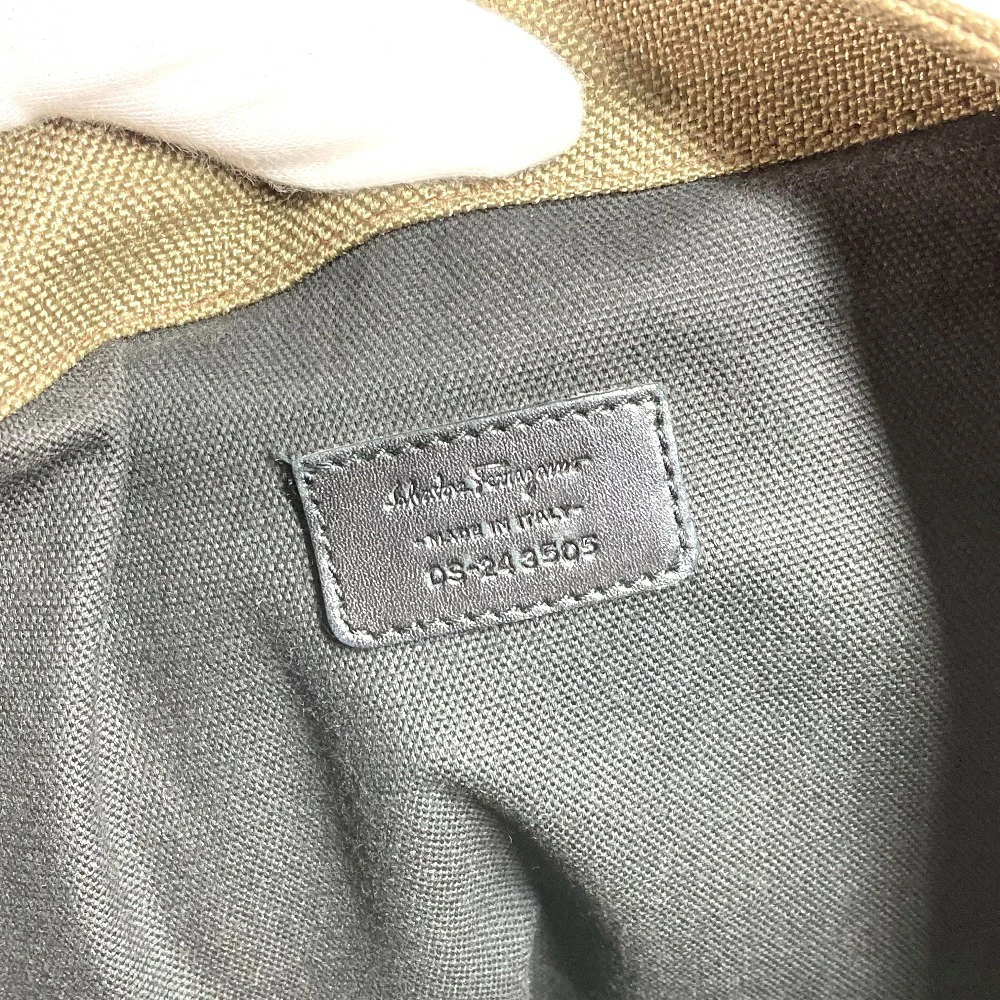 Salvatore Ferragamo
-MADE IN ITALY-
DS-243505